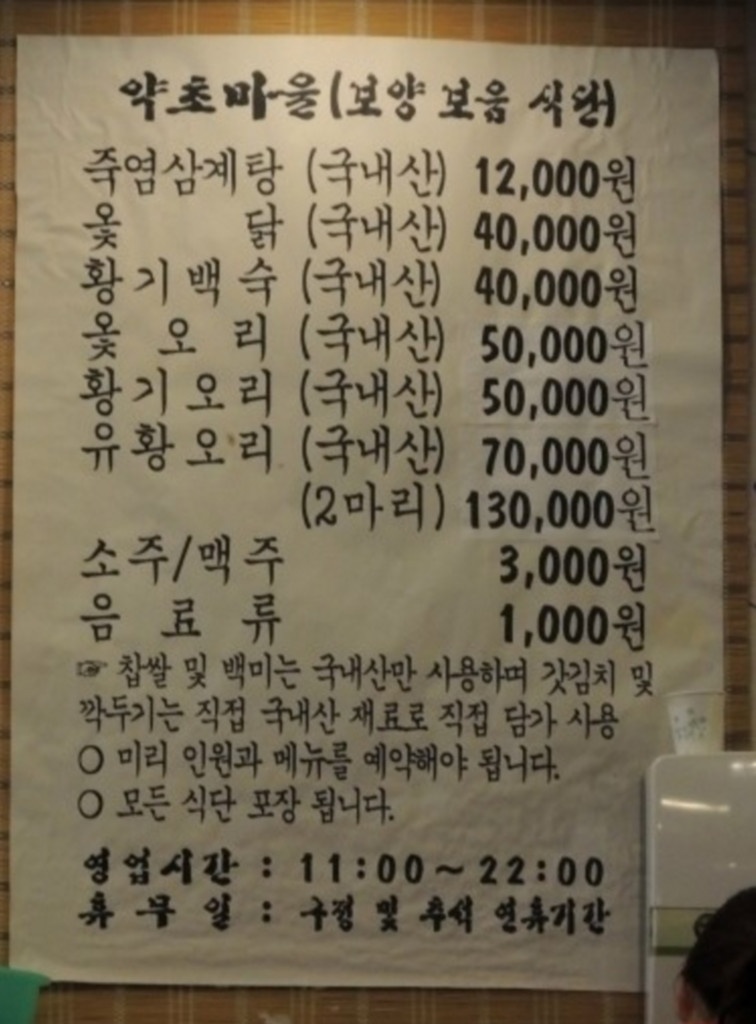 약초마을(보양 보음 식단)
죽염삼계탕 (국내산) 12,000원
옻 닭 (국내산) 40,000원
황기백숙 (국내산) 40,000원
옻 오 리 (국내산) 50,000원
황기오리 (국내산) 50,000원
유황오리 (국내산) 70,000원
(2마리) 130,000원
소주/맥주 3,000원
음 료 류 1,000원
☞ 찹쌀 및 백미는 국내산만 사용하며 갓김치 및
깍두기는 직접 국내산 재료로 직접 담가 사용
○ 미리 인원과 메뉴를 예약해야 됩니다.
○ 모든 식단 포장 됩니다.
영업시간 : 11:00~22:00
휴 무 일 : 구정 및 추석 연휴기간